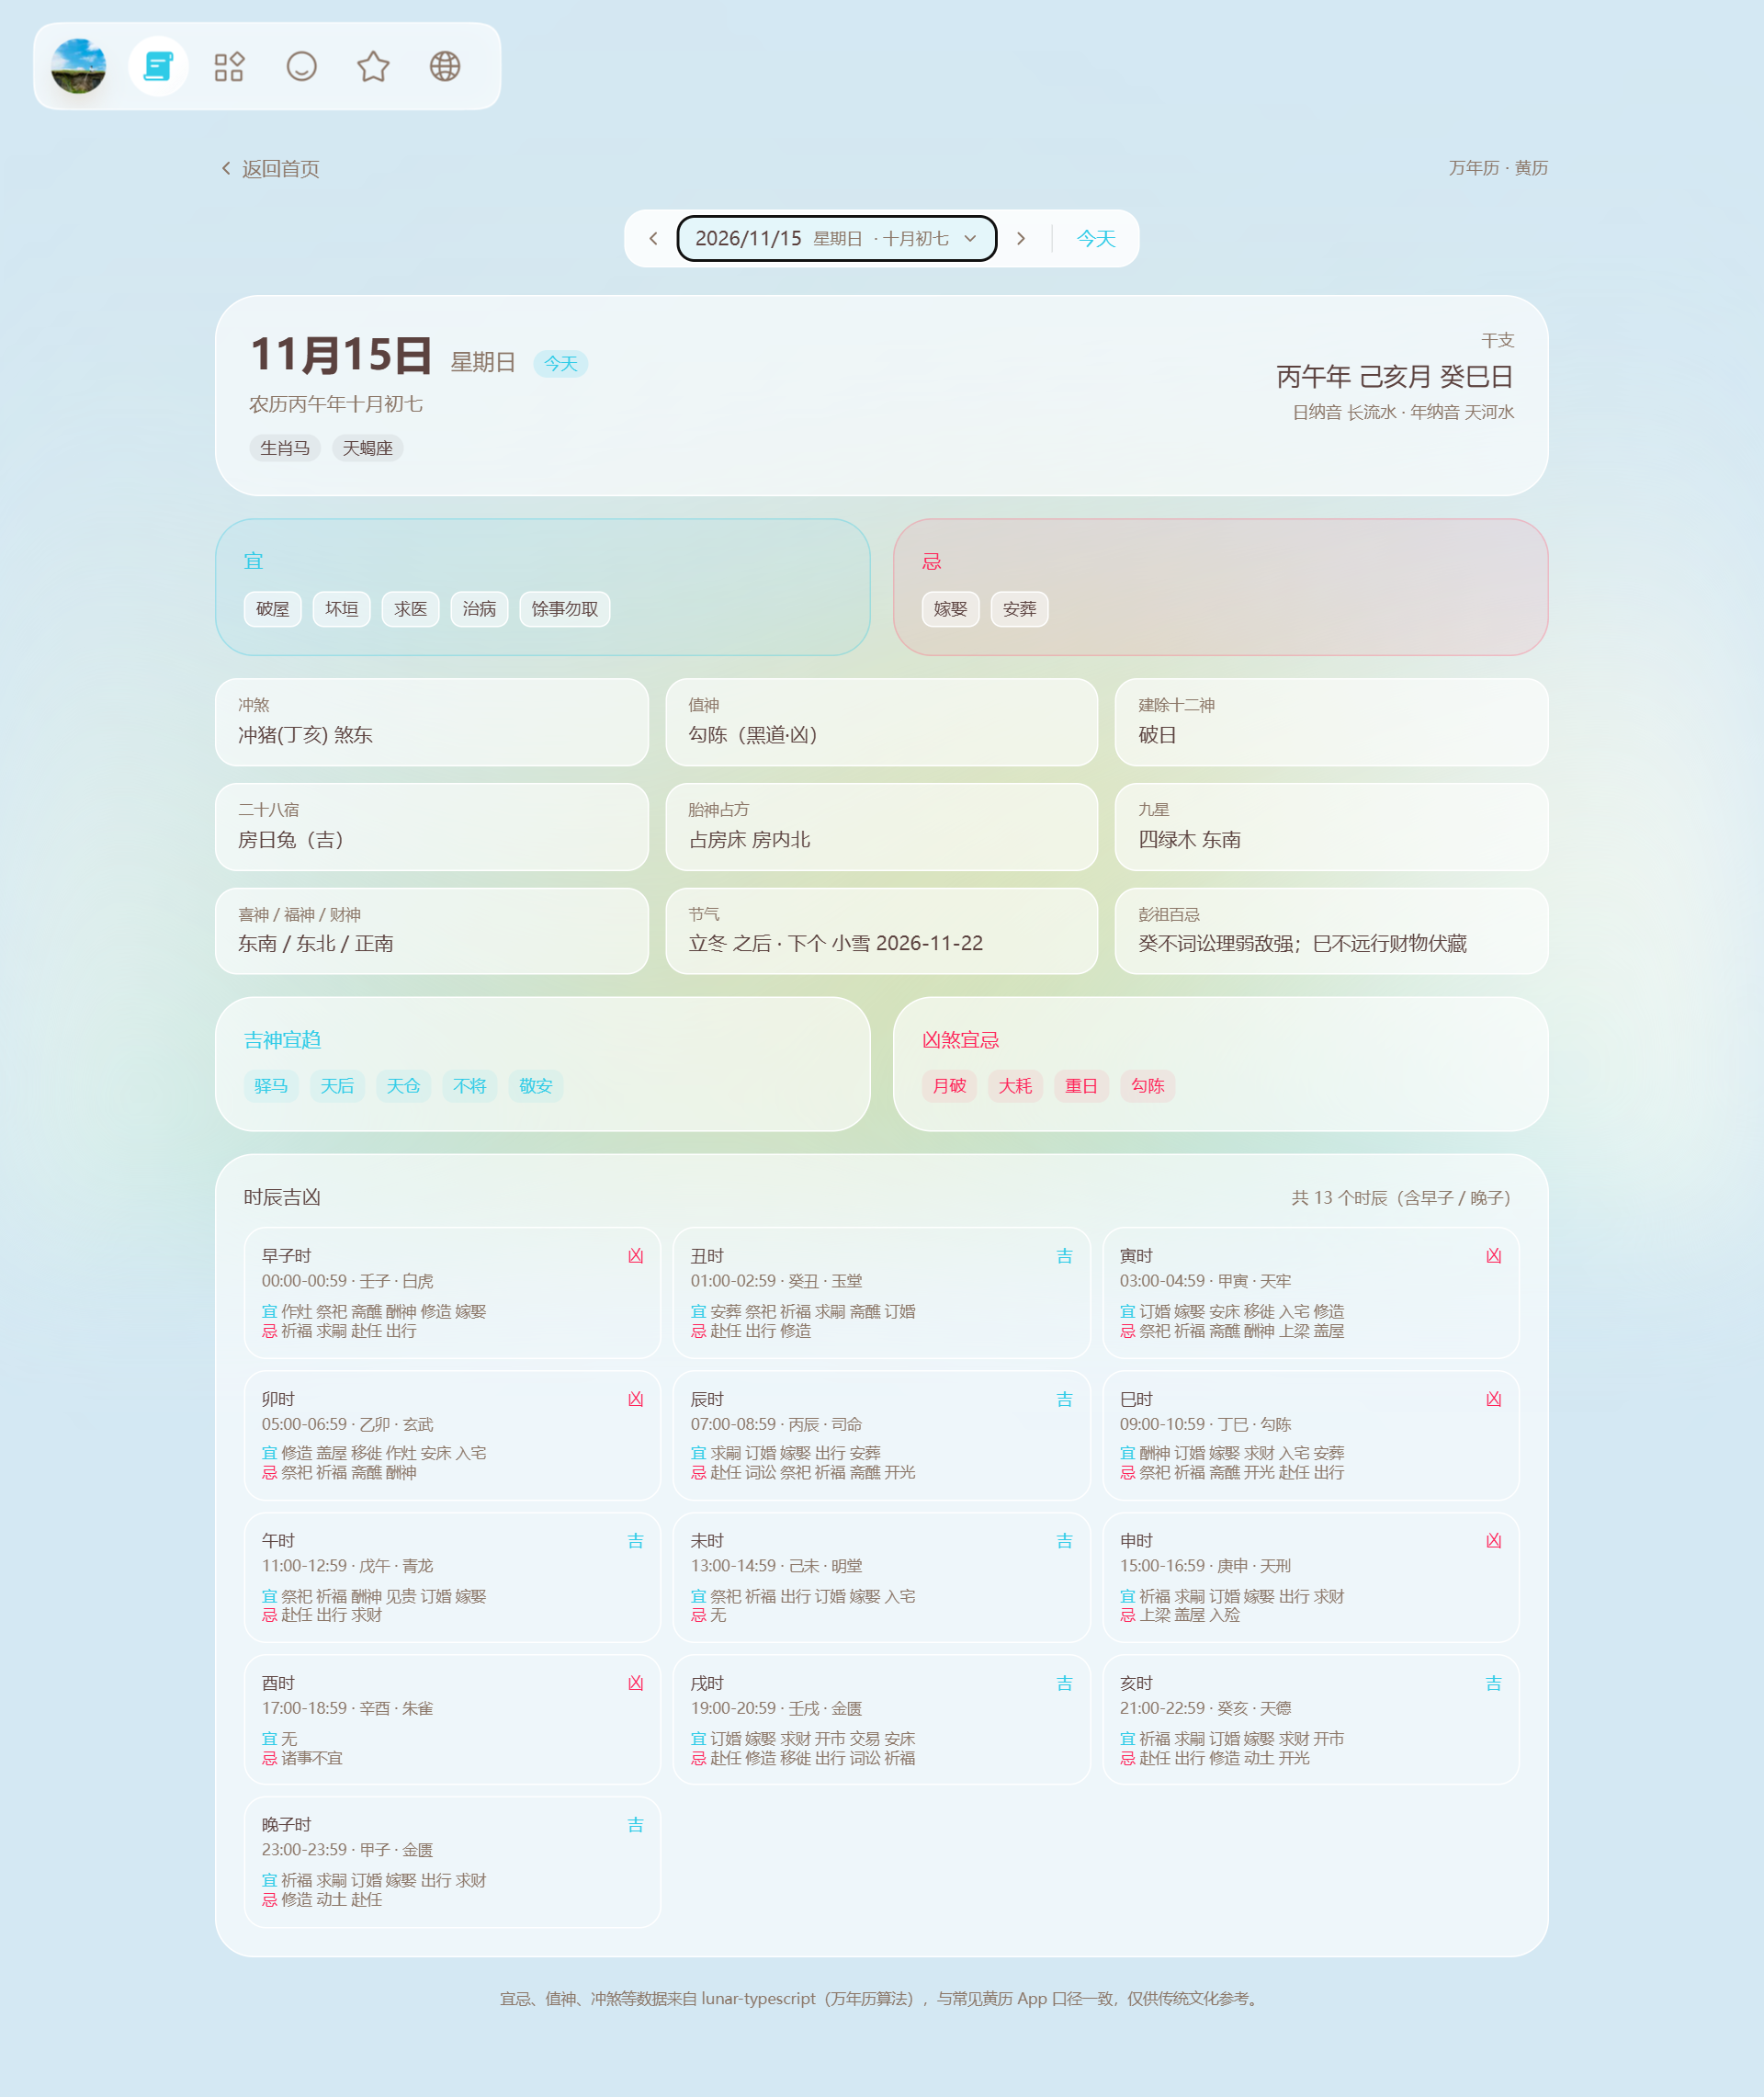 返回首页
万年历 · 黄历
2026/11/15 星期日 · 十月初七
今天
11月15日 星期日 今天
农历丙午年十月初七
生肖马 天蝎座
干支
丙午年 己亥月 癸巳日
日纳音 长流水 · 年纳音 天河水
宜
破屋 坏垣 求医 治病 馀事勿取
忌
嫁娶 安葬
冲煞
冲猪(丁亥) 煞东
值神
勾陈（黑道·凶）
建除十二神
破日
二十八宿
房日兔（吉）
胎神占方
占房床 房内北
九星
四绿木 东南
喜神 / 福神 / 财神
东南 / 东北 / 正南
节气
立冬 之后 · 下个 小雪 2026-11-22
彭祖百忌
癸不词讼理弱敌强；巳不远行财物伏藏
吉神宜趋
驿马 天后 天仓 不将 敬安
凶煞宜忌
月破 大耗 重日 勾陈
时辰吉凶
共 13 个时辰（含早子 / 晚子）
早子时 凶
00:00-00:59 · 壬子 · 白虎
宜 作灶 祭祀 斋醮 酬神 修造 嫁娶
忌 祈福 求嗣 赴任 出行
丑时 吉
01:00-02:59 · 癸丑 · 玉堂
宜 安葬 祭祀 祈福 求嗣 斋醮 订婚
忌 赴任 出行 修造
寅时 凶
03:00-04:59 · 甲寅 · 天牢
宜 订婚 嫁娶 安床 移徙 入宅 修造
忌 祭祀 祈福 斋醮 酬神 上梁 盖屋
卯时 凶
05:00-06:59 · 乙卯 · 玄武
宜 修造 盖屋 移徙 作灶 安床 入宅
忌 祭祀 祈福 斋醮 酬神
辰时 吉
07:00-08:59 · 丙辰 · 司命
宜 求嗣 订婚 嫁娶 出行 安葬
忌 赴任 词讼 祭祀 祈福 斋醮 开光
巳时 凶
09:00-10:59 · 丁巳 · 勾陈
宜 酬神 订婚 嫁娶 求财 入宅 安葬
忌 祭祀 祈福 斋醮 开光 赴任 出行
午时 吉
11:00-12:59 · 戊午 · 青龙
宜 祭祀 祈福 酬神 见贵 订婚 嫁娶
忌 赴任 出行 求财
未时 吉
13:00-14:59 · 己未 · 明堂
宜 祭祀 祈福 出行 订婚 嫁娶 入宅
忌 无
申时 凶
15:00-16:59 · 庚申 · 天刑
宜 祈福 求嗣 订婚 嫁娶 出行 求财
忌 上梁 盖屋 入殓
酉时 凶
17:00-18:59 · 辛酉 · 朱雀
宜 无
忌 诸事不宜
戌时 吉
19:00-20:59 · 壬戌 · 金匮
宜 订婚 嫁娶 求财 开市 交易 安床
忌 赴任 修造 移徙 出行 词讼 祈福
亥时 吉
21:00-22:59 · 癸亥 · 天德
宜 祈福 求嗣 订婚 嫁娶 求财 开市
忌 赴任 出行 修造 动土 开光
晚子时 吉
23:00-23:59 · 甲子 · 金匮
宜 祈福 求嗣 订婚 嫁娶 出行 求财
忌 修造 动土 赴任
宜忌、值神、冲煞等数据来自 lunar-typescript（万年历算法），与常见黄历 App 口径一致，仅供传统文化参考。